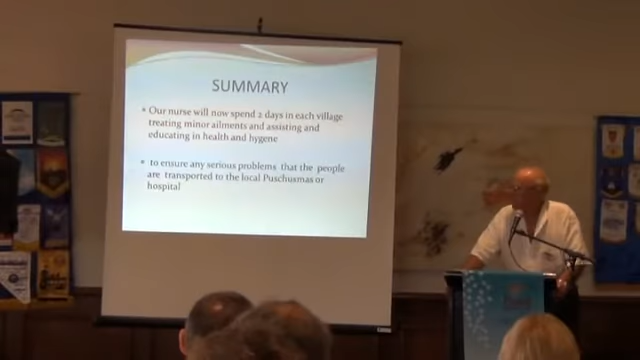 SUMMARY
* Our nurse will now spend 2 days in each village
treating minor ailments and assisting and
educating in health and hygene
* to ensure any serious problems that the people
are transported to the local Puschusmas or
hospital